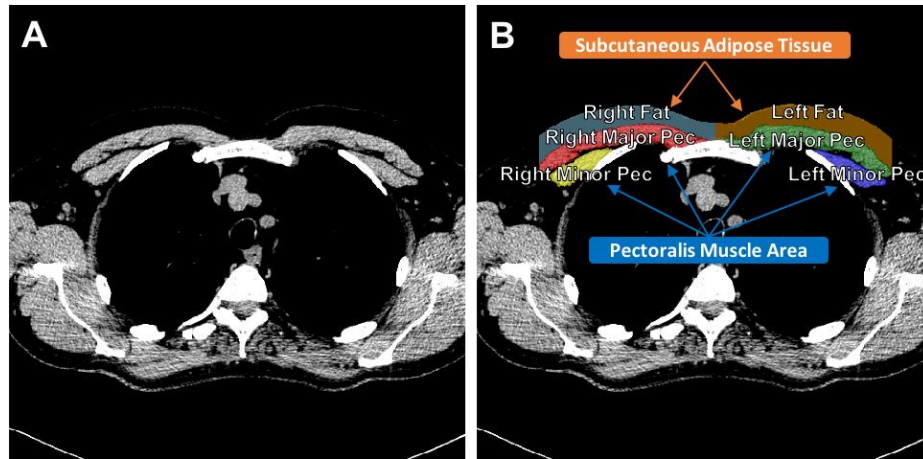 A
B
Subcutaneous Adipose Tissue
Right Fat
Left Fat
Right Major Pec
Left Major Pec
Right Minor Pec
Left Minor Pec
Pectoralis Muscle Area